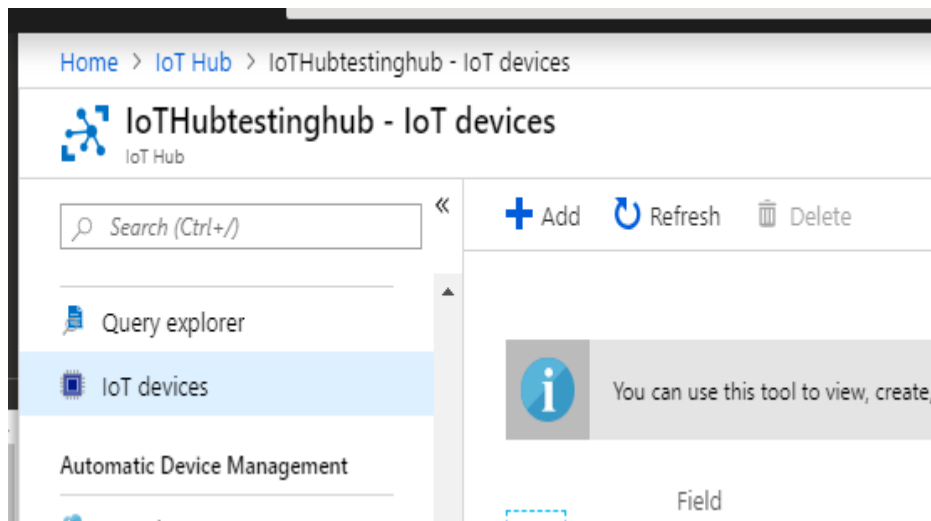 Home > IoT Hub > IoTHubtestinghub - IoT devices
IoTHubtestinghub - IoT devices
IoT Hub
Search (Ctrl+/)
«
Add Refresh Delete
Query explorer
IoT devices
You can use this tool to view, create,
Automatic Device Management
Field